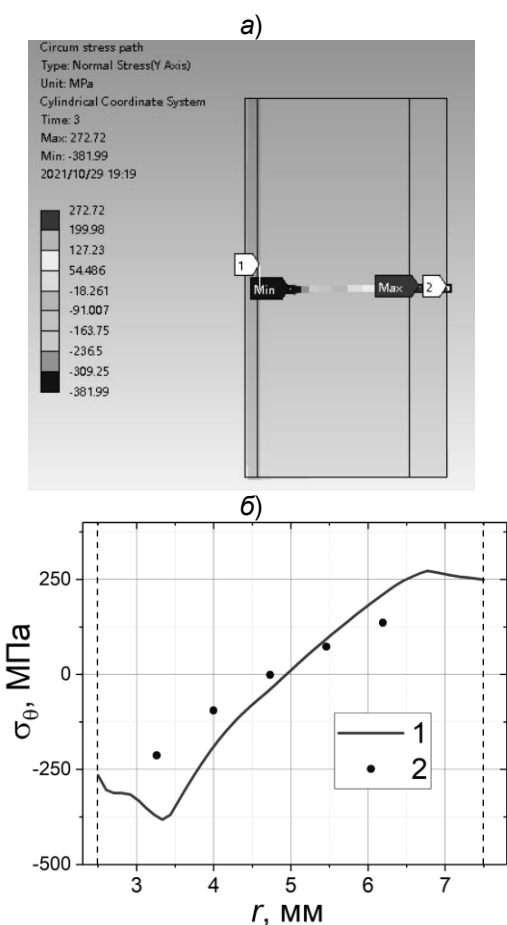 а)
Circum stress path
Type: Normal Stress(Y Axis)
Unit: MPa
Cylindrical Coordinate System
Time: 3
Max: 272.72
Min: -381.99
2021/10/29 19:19
272.72
199.98
127.23
54.486
-18.261
-91.007
-163.75
-236.5
-309.25
-381.99
1
Min
Max
2
б)
250
0
-250
-500
σθ, МПа
1
2
3
4
5
6
7
r, мм